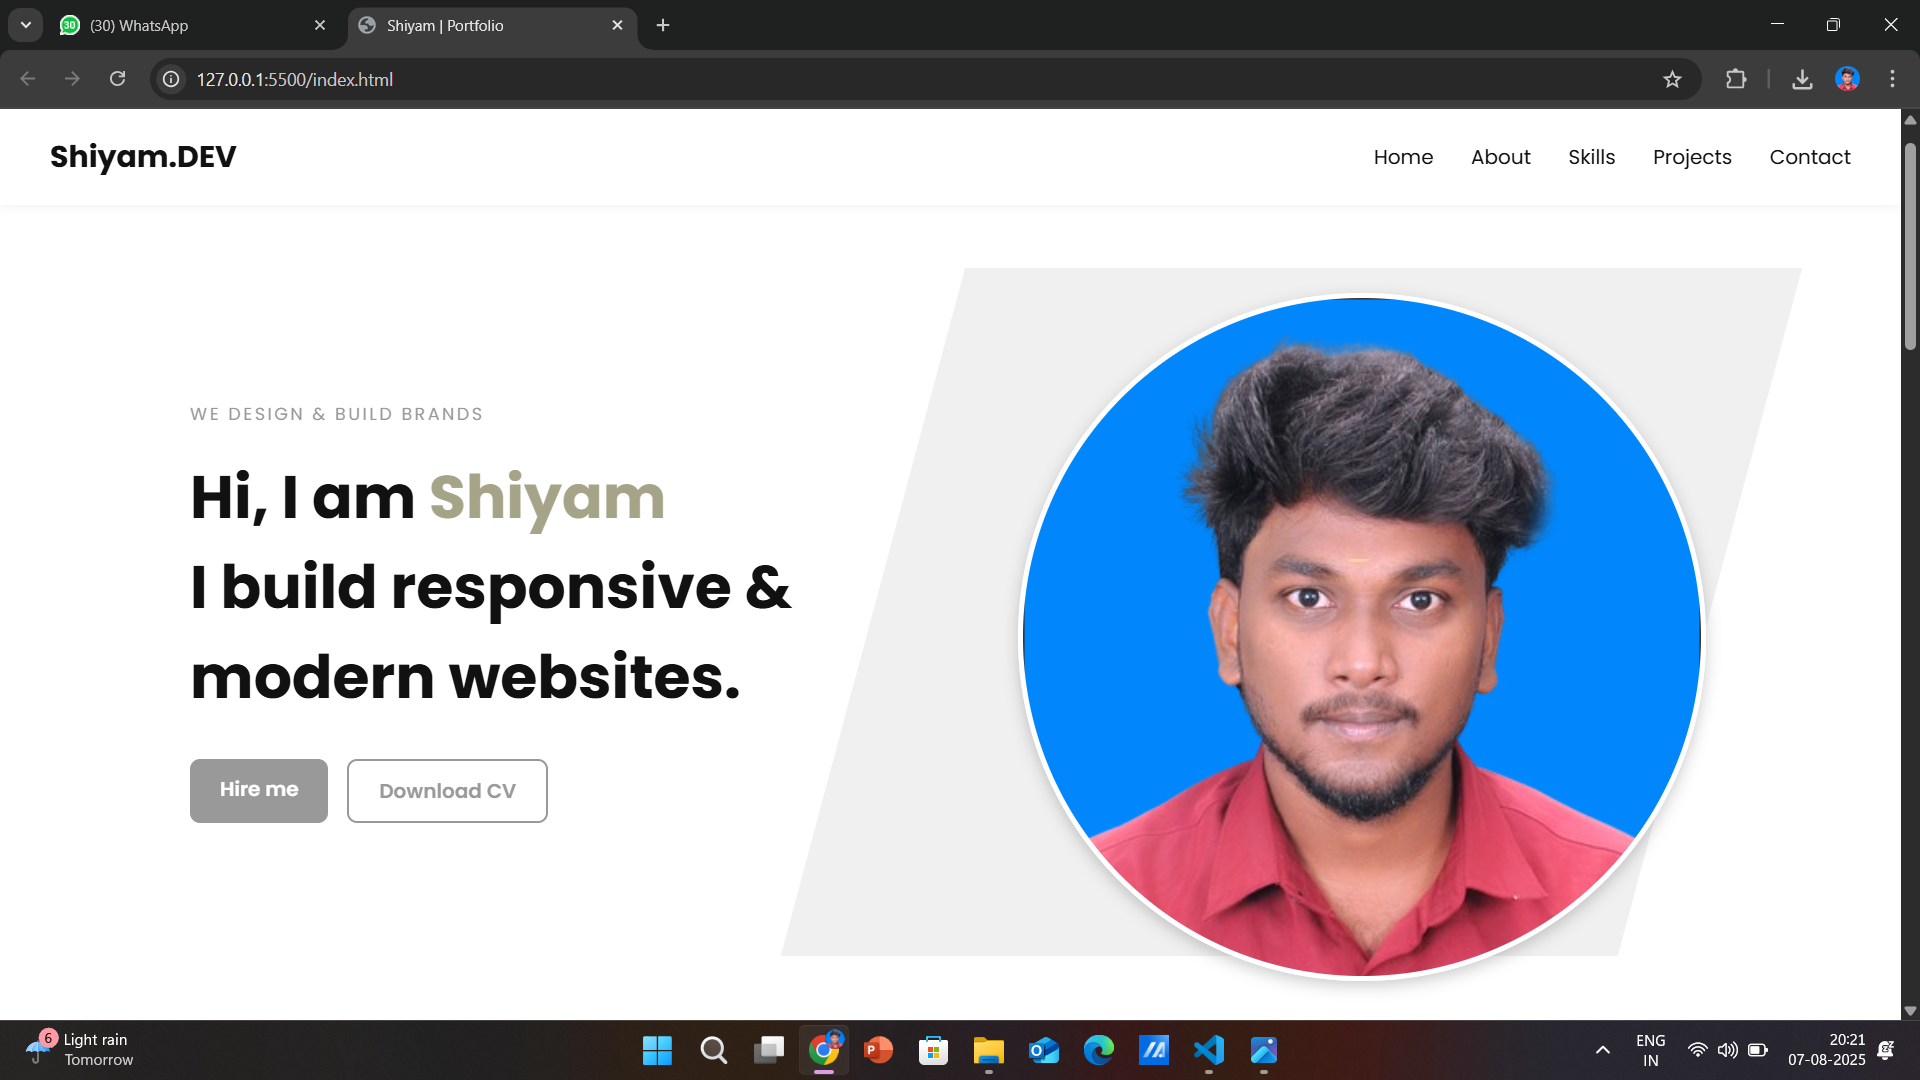 30 (30) WhatsApp
Shiyam | Portfolio
127.0.0.1:5500/index.html
Shiyam.DEV
Home About Skills Projects Contact
WE DESIGN & BUILD BRANDS
Hi, I am Shiyam
I build responsive &
modern websites.
Hire me
Download CV
6
Light rain
Tomorrow
ENG
IN
20:21
07-08-2025